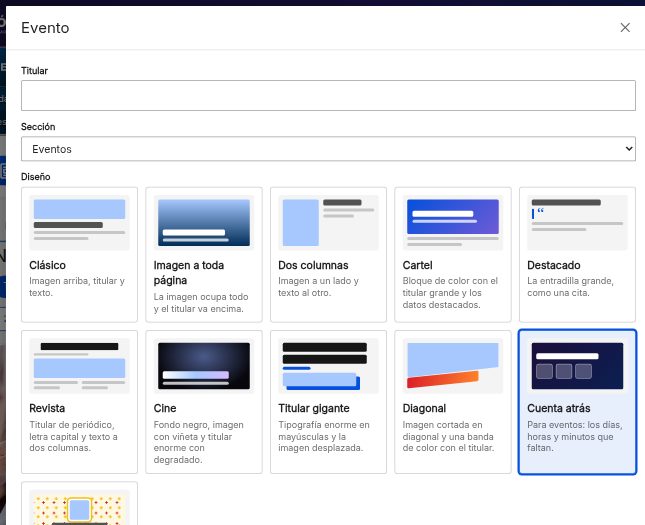 Evento
Titular
Sección
Eventos
Diseño
Clásico
Imagen arriba, titular y
texto.
Imagen a toda
página
La imagen ocupa todo
y el titular va encima.
Dos columnas
Imagen a un lado y
texto al otro.
Cartel
Bloque de color con el
titular grande y los
datos destacados.
Destacado
La entradilla grande,
como una cita.
Revista
Titular de periódico,
letra capital y texto a
dos columnas.
Cine
Fondo negro, imagen
con viñeta y titular
enorme con
degradado.
Titular gigante
Tipografía enorme en
mayúsculas y la
imagen desplazada.
Diagonal
Imagen cortada en
diagonal y una banda
de color con el titular.
Cuenta atrás
Para eventos: los días,
horas y minutos que
faltan.